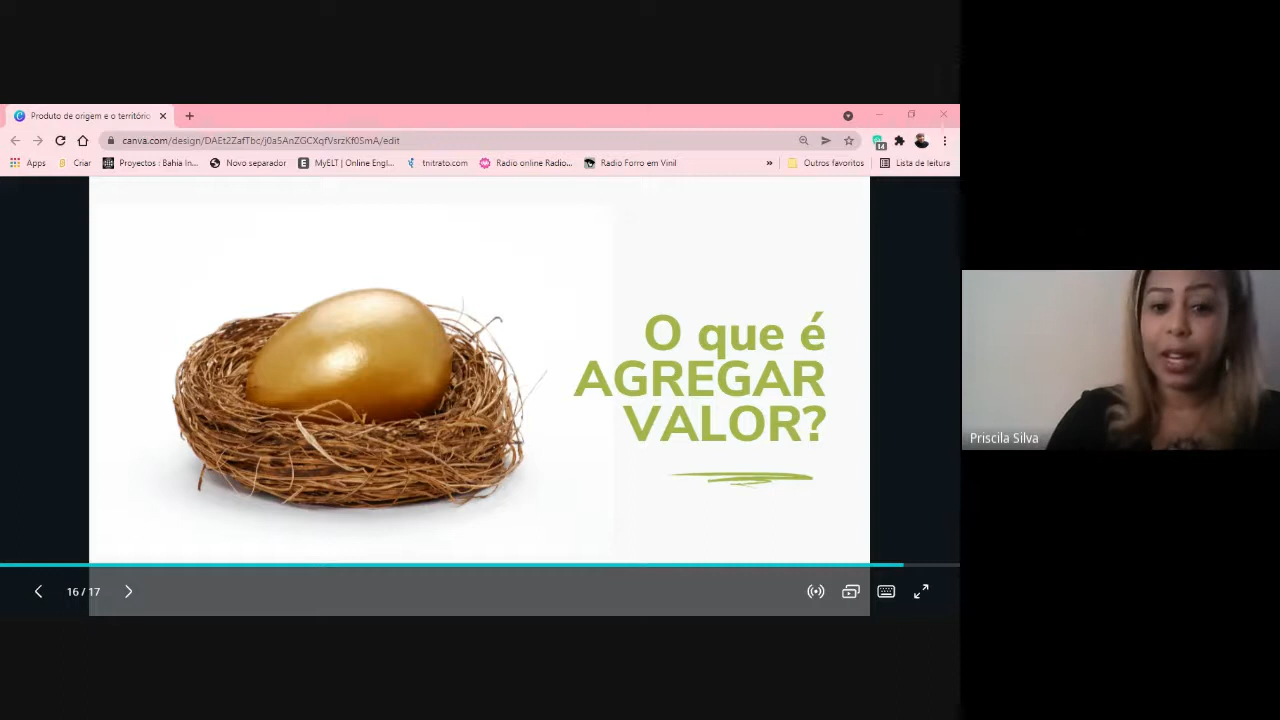 Produto de origem e o território
canva.com/design/DAEt2ZafTbc/j0a5AnZGCXqfVsrzKf0SmA/edit
14
Apps Criar Proyectos : Bahia In... Novo separador MyELT | Online Engl... tnitrato.com Radio online Radio... Radio Forro em Vinil » Outros favoritos Lista de leitura
O que é
AGREGAR
VALOR?
Priscila Silva
16 / 17